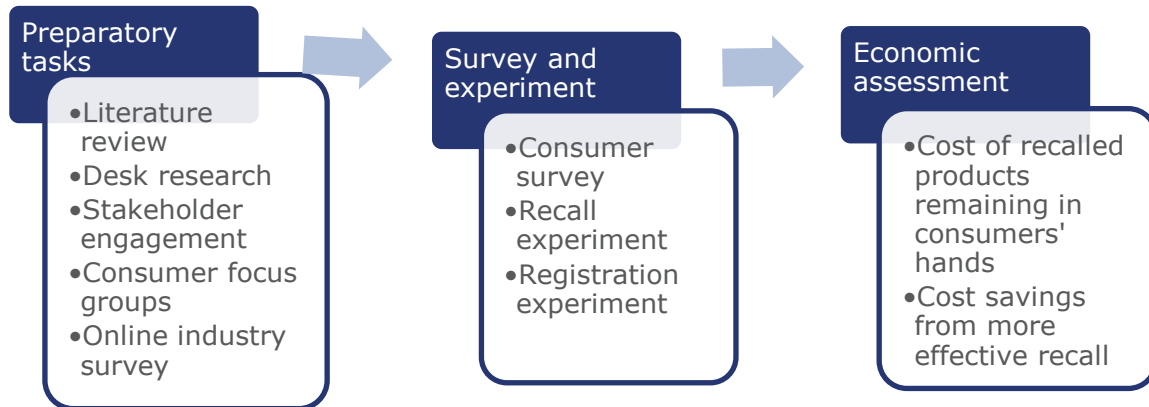 Preparatory
tasks
•Literature
review
•Desk research
•Stakeholder
engagement
•Consumer focus
groups
•Online industry
survey
Survey and
experiment
•Consumer
survey
•Recall
experiment
•Registration
experiment
Economic
assessment
•Cost of recalled
products
remaining in
consumers'
hands
•Cost savings
from more
effective recall